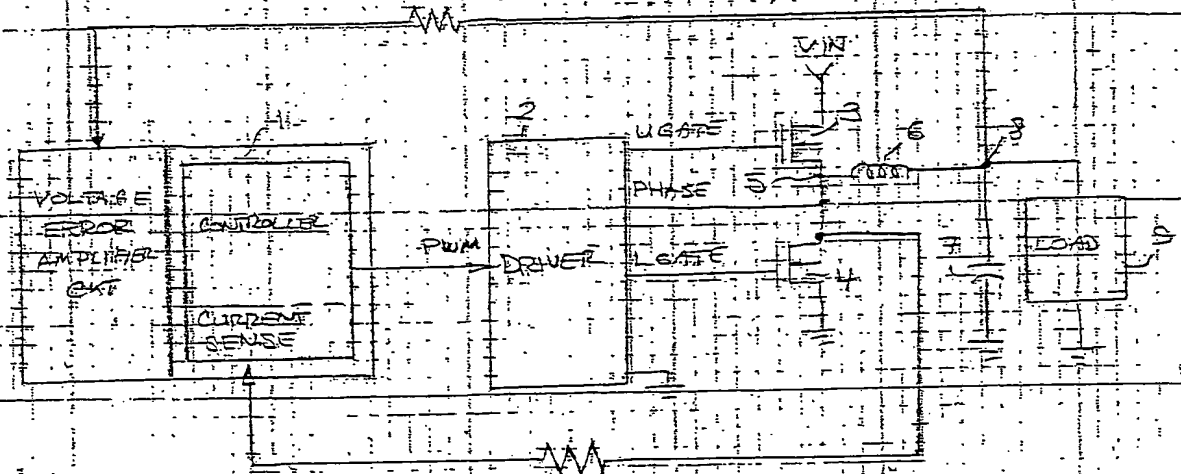 VIN
1
2
3
UGATE
6
8
VOLTAGE
ERROR
AMPLIFIER
CKT
CONTROLLER
PHASE
5
PWM
DRIVER
LGATE
4
7
LOAD
9
CURRENT
SENSE